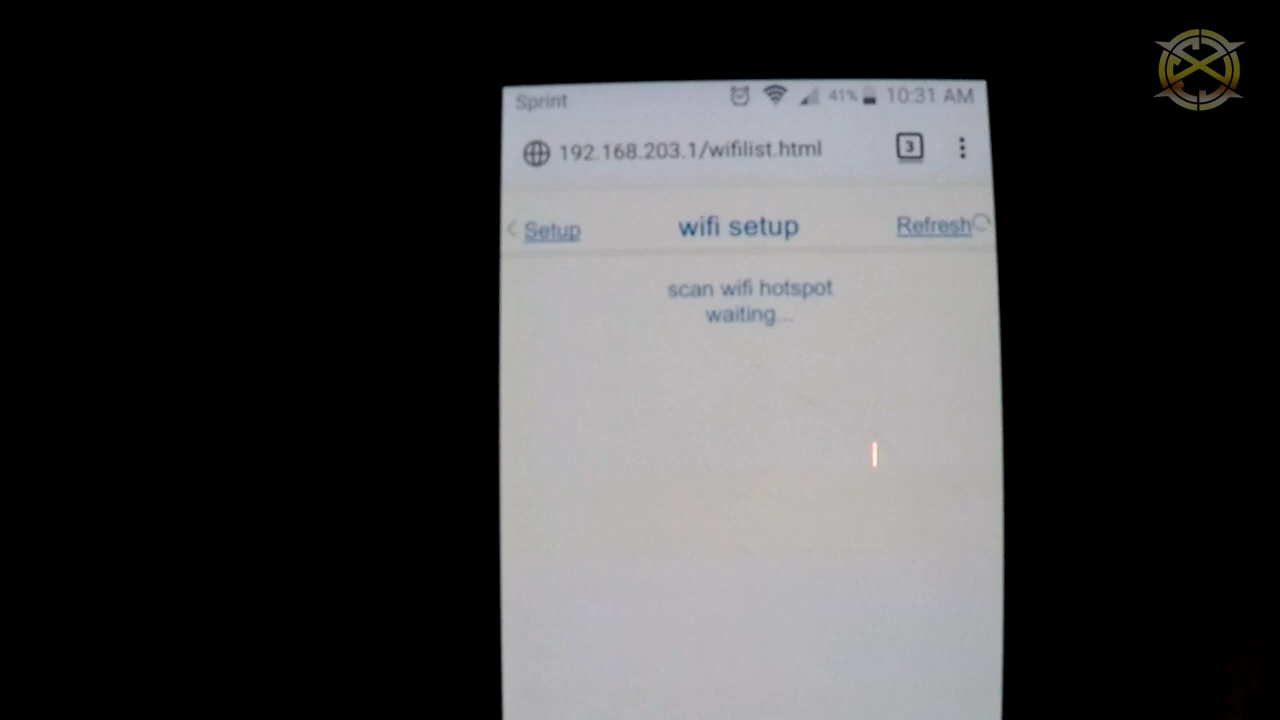 Sprint 41% 10:31 AM
192.168.203.1/wifilist.html 3
Setup wifi setup Refresh
scan wifi hotspot
waiting...